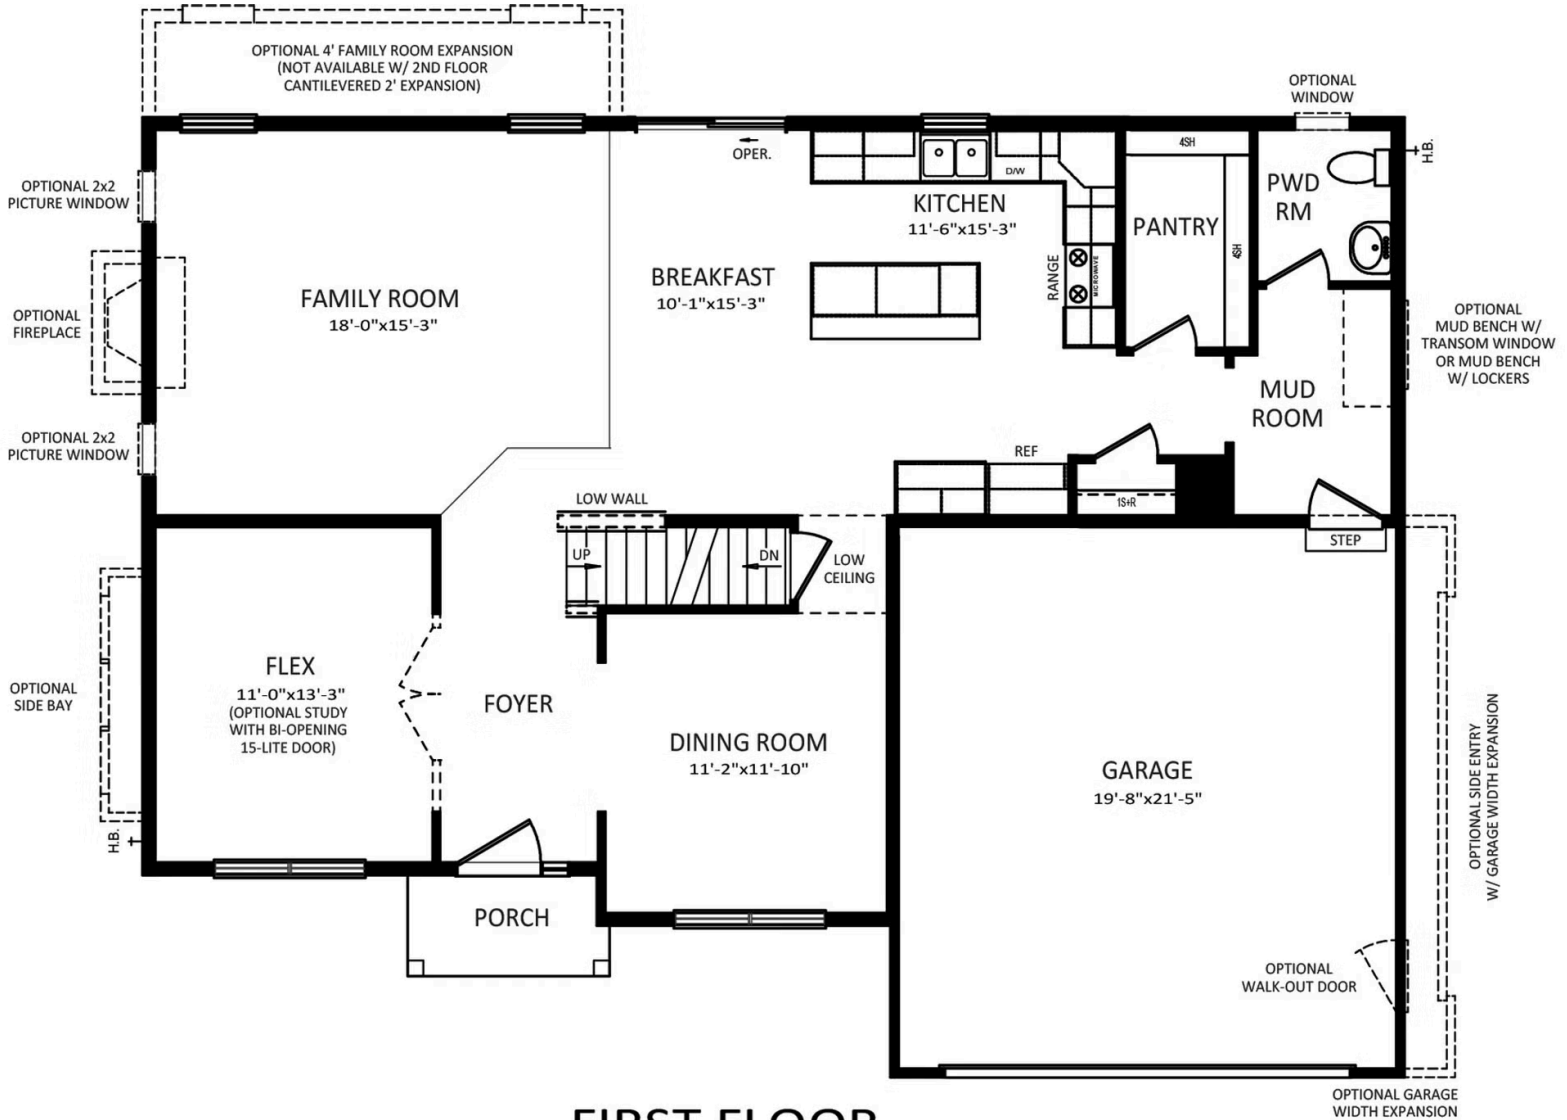 OPTIONAL 4' FAMILY ROOM EXPANSION
(NOT AVAILABLE W/ 2ND FLOOR
CANTILEVERED 2' EXPANSION)
OPTIONAL
WINDOW
OPER.
H.B.
4SH
D/W
OPTIONAL 2x2
PICTURE WINDOW
KITCHEN
11'-6"x15'-3"
PANTRY
PWD
RM
4SH
RANGE
MICROWAVE
BREAKFAST
10'-1"x15'-3"
FAMILY ROOM
18'-0"x15'-3"
OPTIONAL
FIREPLACE
OPTIONAL
MUD BENCH W/
TRANSOM WINDOW
OR MUD BENCH
W/ LOCKERS
MUD
ROOM
OPTIONAL 2x2
PICTURE WINDOW
REF
1S+R
LOW WALL
STEP
UP
DN
LOW
CEILING
FLEX
11'-0"x13'-3"
(OPTIONAL STUDY
WITH BI-OPENING
15-LITE DOOR)
OPTIONAL
SIDE BAY
FOYER
DINING ROOM
11'-2"x11'-10"
GARAGE
19'-8"x21'-5"
OPTIONAL SIDE ENTRY
W/ GARAGE WIDTH EXPANSION
H.B.
PORCH
OPTIONAL
WALK-OUT DOOR
OPTIONAL GARAGE
WIDTH EXPANSION
FIRST FLOOR